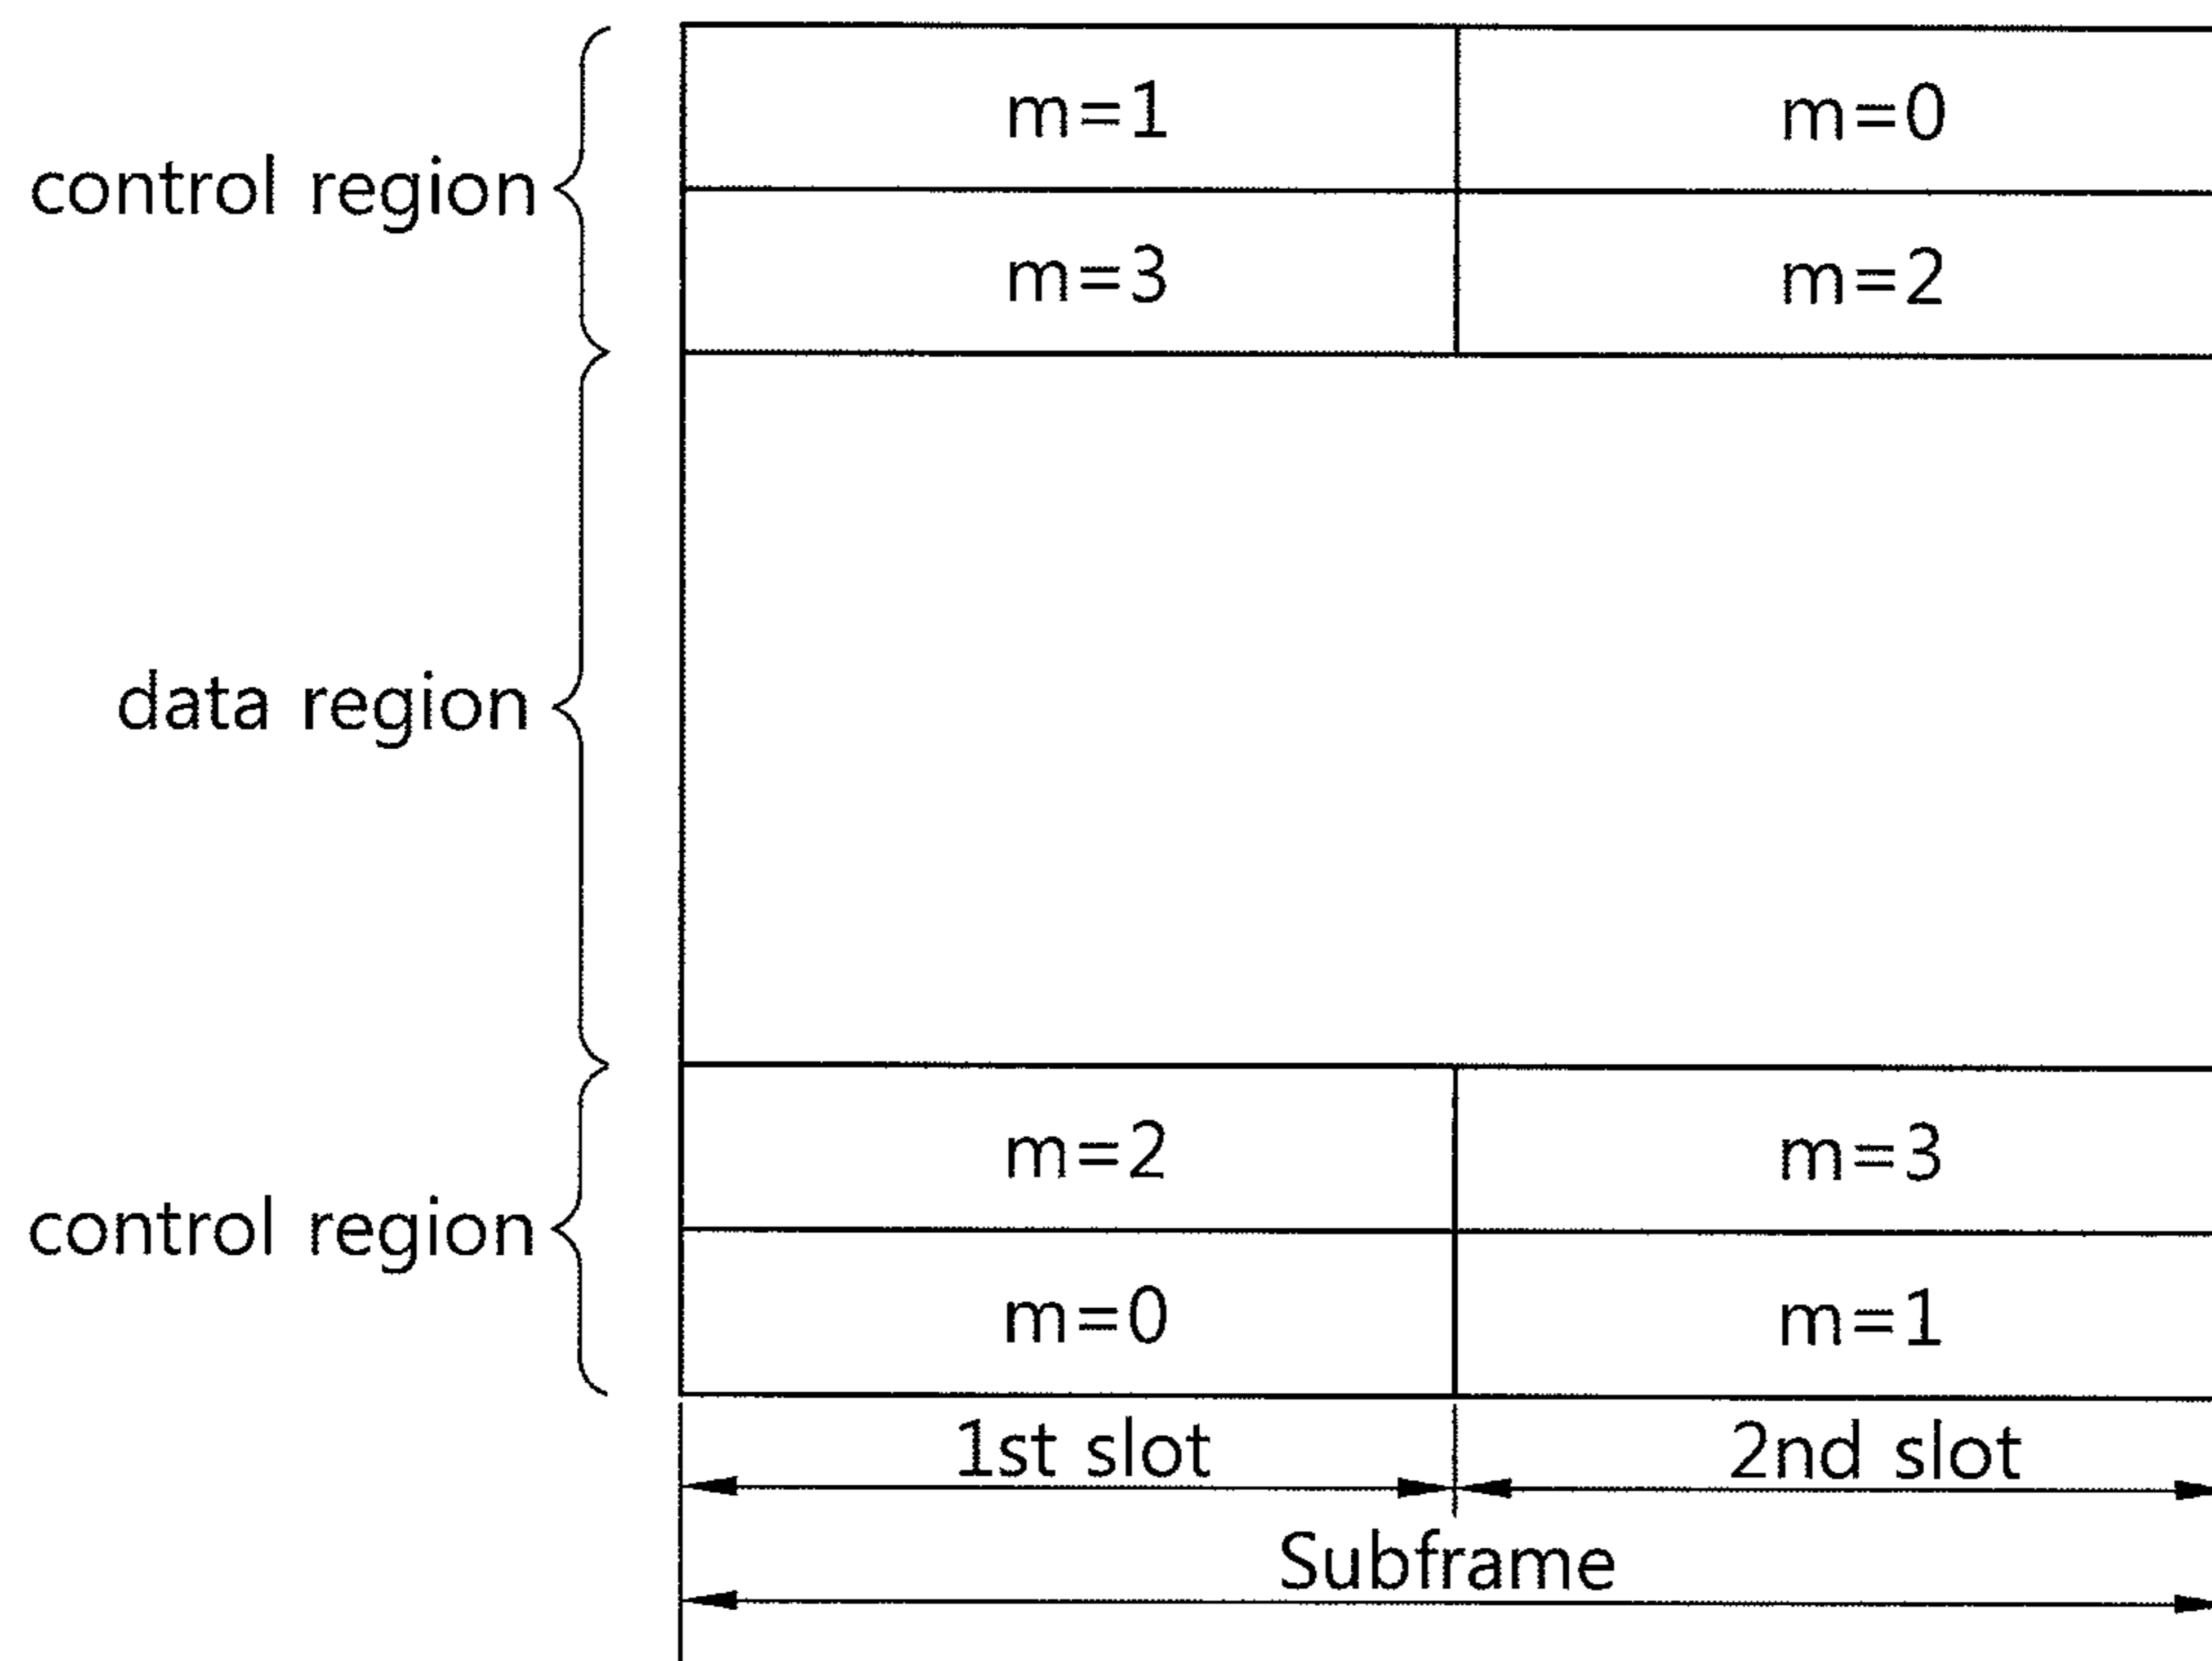 m=1 m=0
control region
m=3 m=2
data region
m=2 m=3
control region
m=0 m=1
1st slot 2nd slot
Subframe